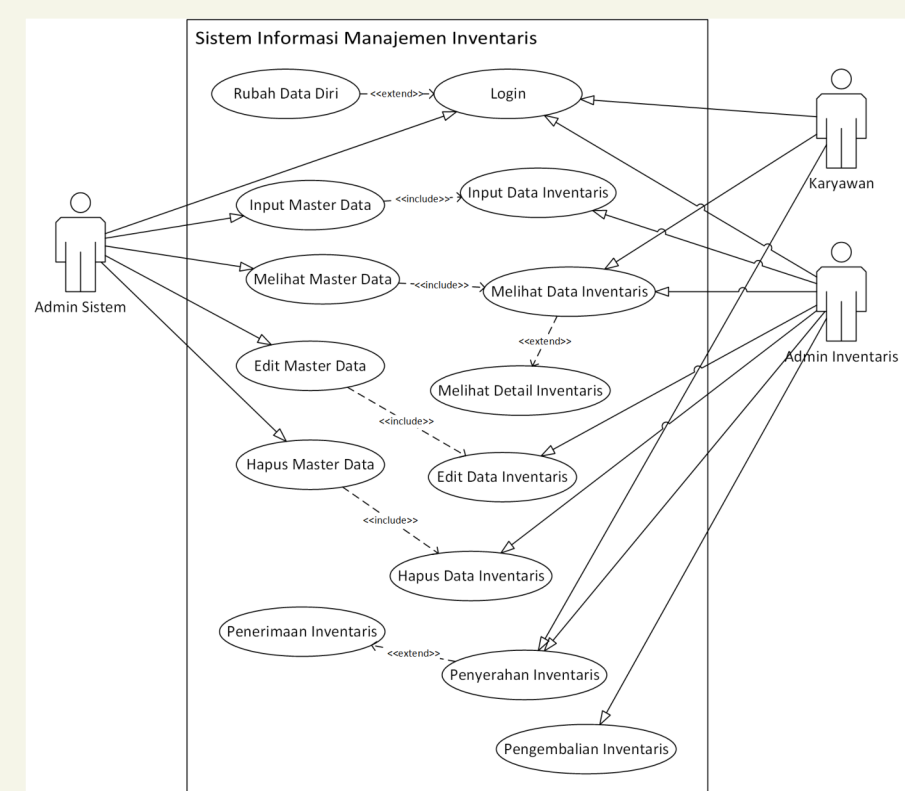 Sistem Informasi Manajemen Inventaris
Rubah Data Diri
<<extend>>
Login
Karyawan
Input Master Data
<<include>>
Input Data Inventaris
Admin Sistem
Melihat Master Data
<<include>>
Melihat Data Inventaris
Admin Inventaris
<<extend>>
Edit Master Data
Melihat Detail Inventaris
<<include>>
Hapus Master Data
Edit Data Inventaris
<<include>>
Hapus Data Inventaris
Penerimaan Inventaris
<<extend>>
Penyerahan Inventaris
Pengembalian Inventaris